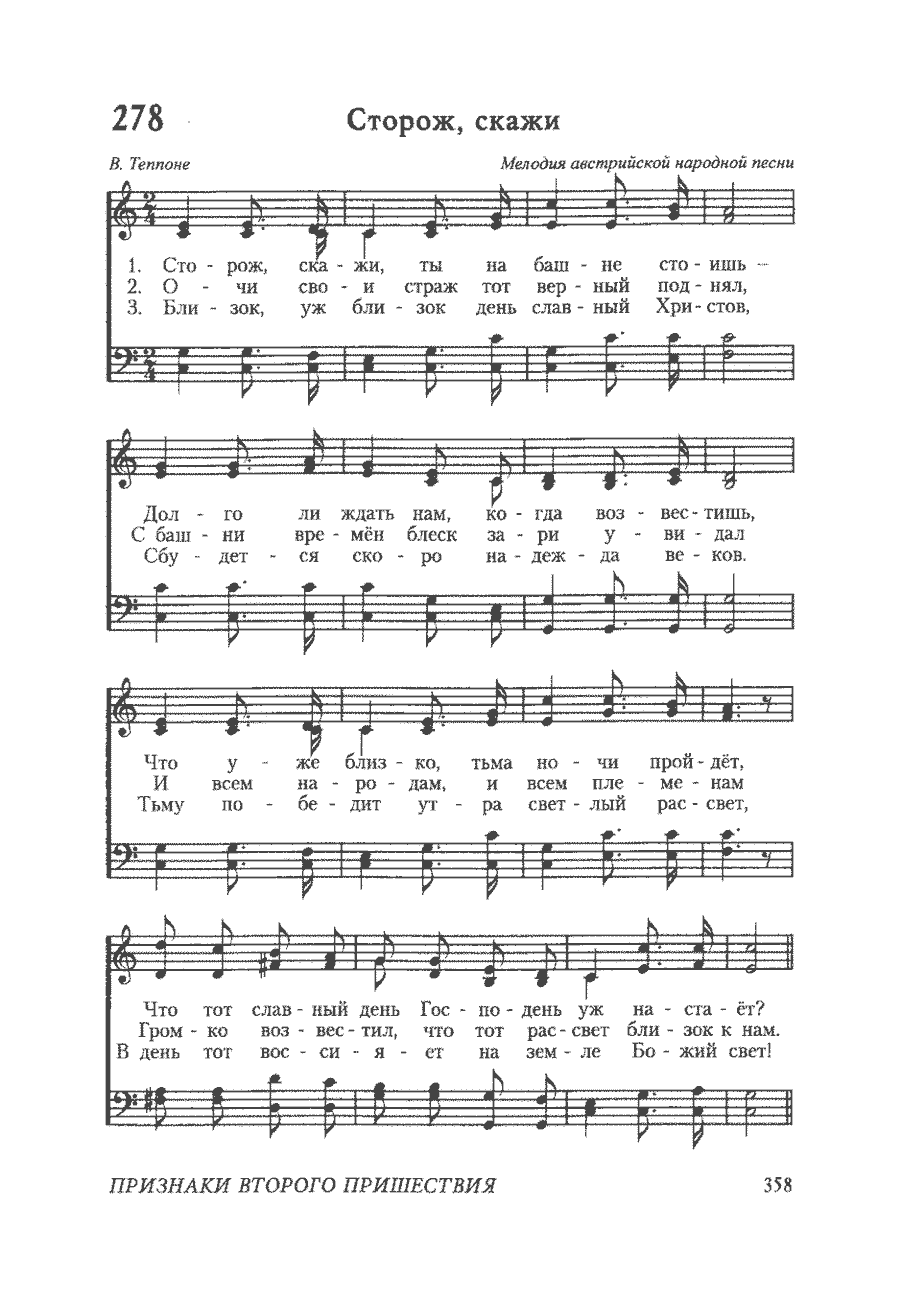 278
Сторож, скажи
В. Теппоне
Мелодия австрийской народной песни
1. Сто - рож, ска - жи, ты на баш - не сто - ишь –
2. О - чи сво - и страж тот вер - ный под - нял,
3. Бли - зок, уж бли - зок день слав - ный Хри - стов,
Дол - го ли ждать нам, ко - гда воз - вес - тишь,
С баш - ни вре - мён блеск за - ри у - ви - дал
Сбу - дет - ся ско - ро на - деж - да ве - ков.
Что у - же близ - ко, тьма но - чи прой - дёт,
И всем на - ро - дам, и всем пле - ме - нам
Тьму по - бе - дит ут - ра свет - лый рас - свет,
Что тот слав - ный день Гос - по - день уж на - ста - ёт?
Гром - ко воз - вес - тил, что тот рас - свет бли - зок к нам.
В день тот вос - си - я - ет на зем - ле Бо - жий свет!
ПРИЗНАКИ ВТОРОГО ПРИШЕСТВИЯ
358